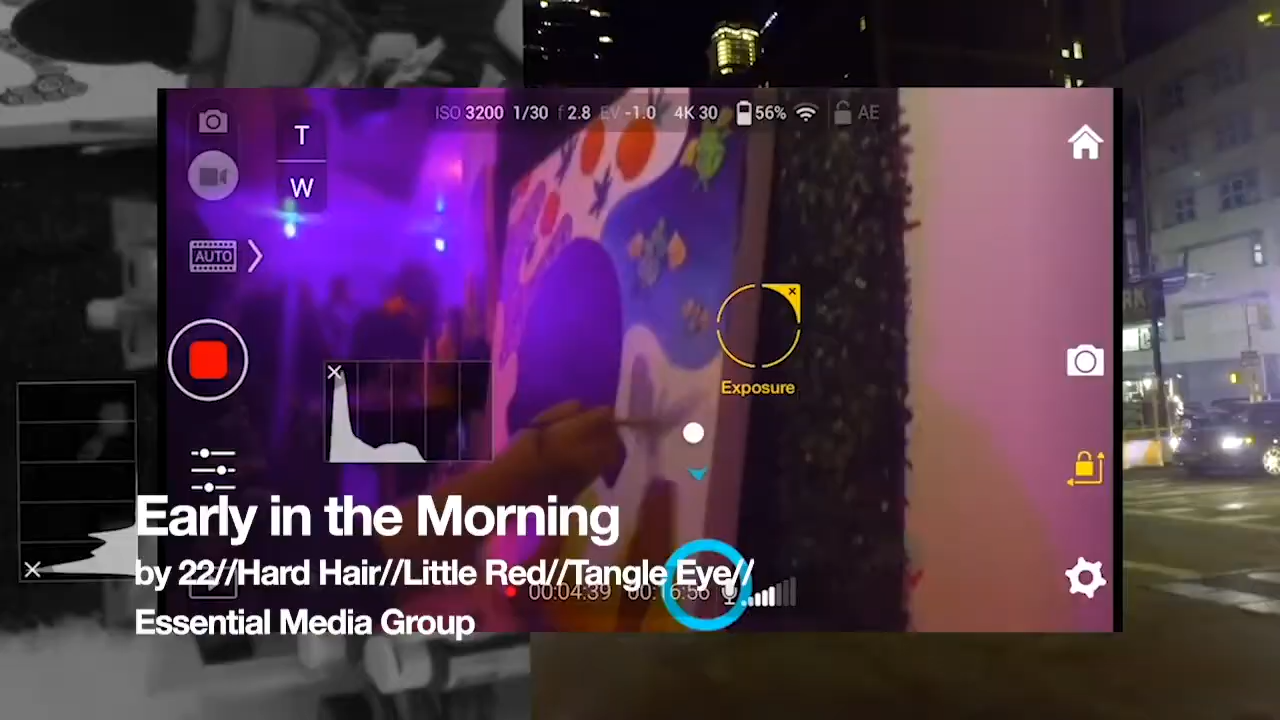 ISO 3200 1/30 f 2.8 EV -1.0 4K 30 56% AE
T
W
AUTO
Exposure
Early in the Morning
by 22//Hard Hair//Little Red//Tangle Eye//
00:04:39 00:16:56
Essential Media Group